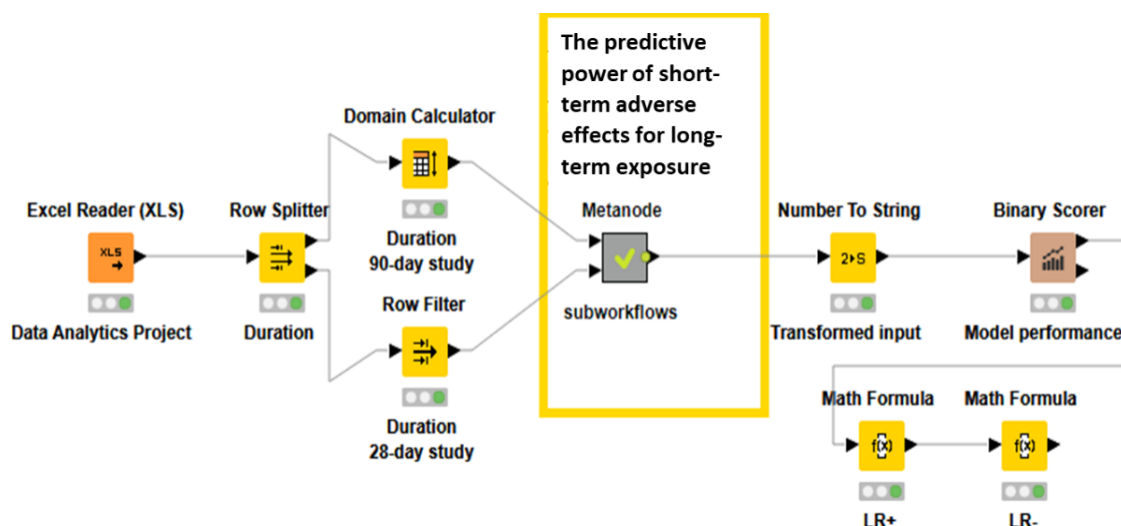 The predictive
power of short-
term adverse
effects for long-
term exposure
Domain Calculator
Excel Reader (XLS)
Row Splitter
Metanode
Number To String
Binary Scorer
XLS
2►S
Duration
90-day study
Row Filter
subworkflows
Data Analytics Project
Duration
Transformed input
Model performance
Duration
28-day study
Math Formula
Math Formula
f(x)
f(x)
LR+
LR-